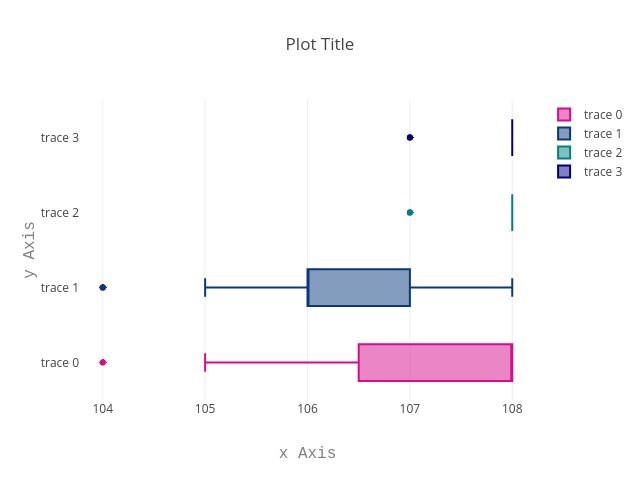 Plot Title
trace 3
trace 2
trace 1
trace 0
y Axis
104 105 106 107 108
x Axis
trace 0
trace 1
trace 2
trace 3